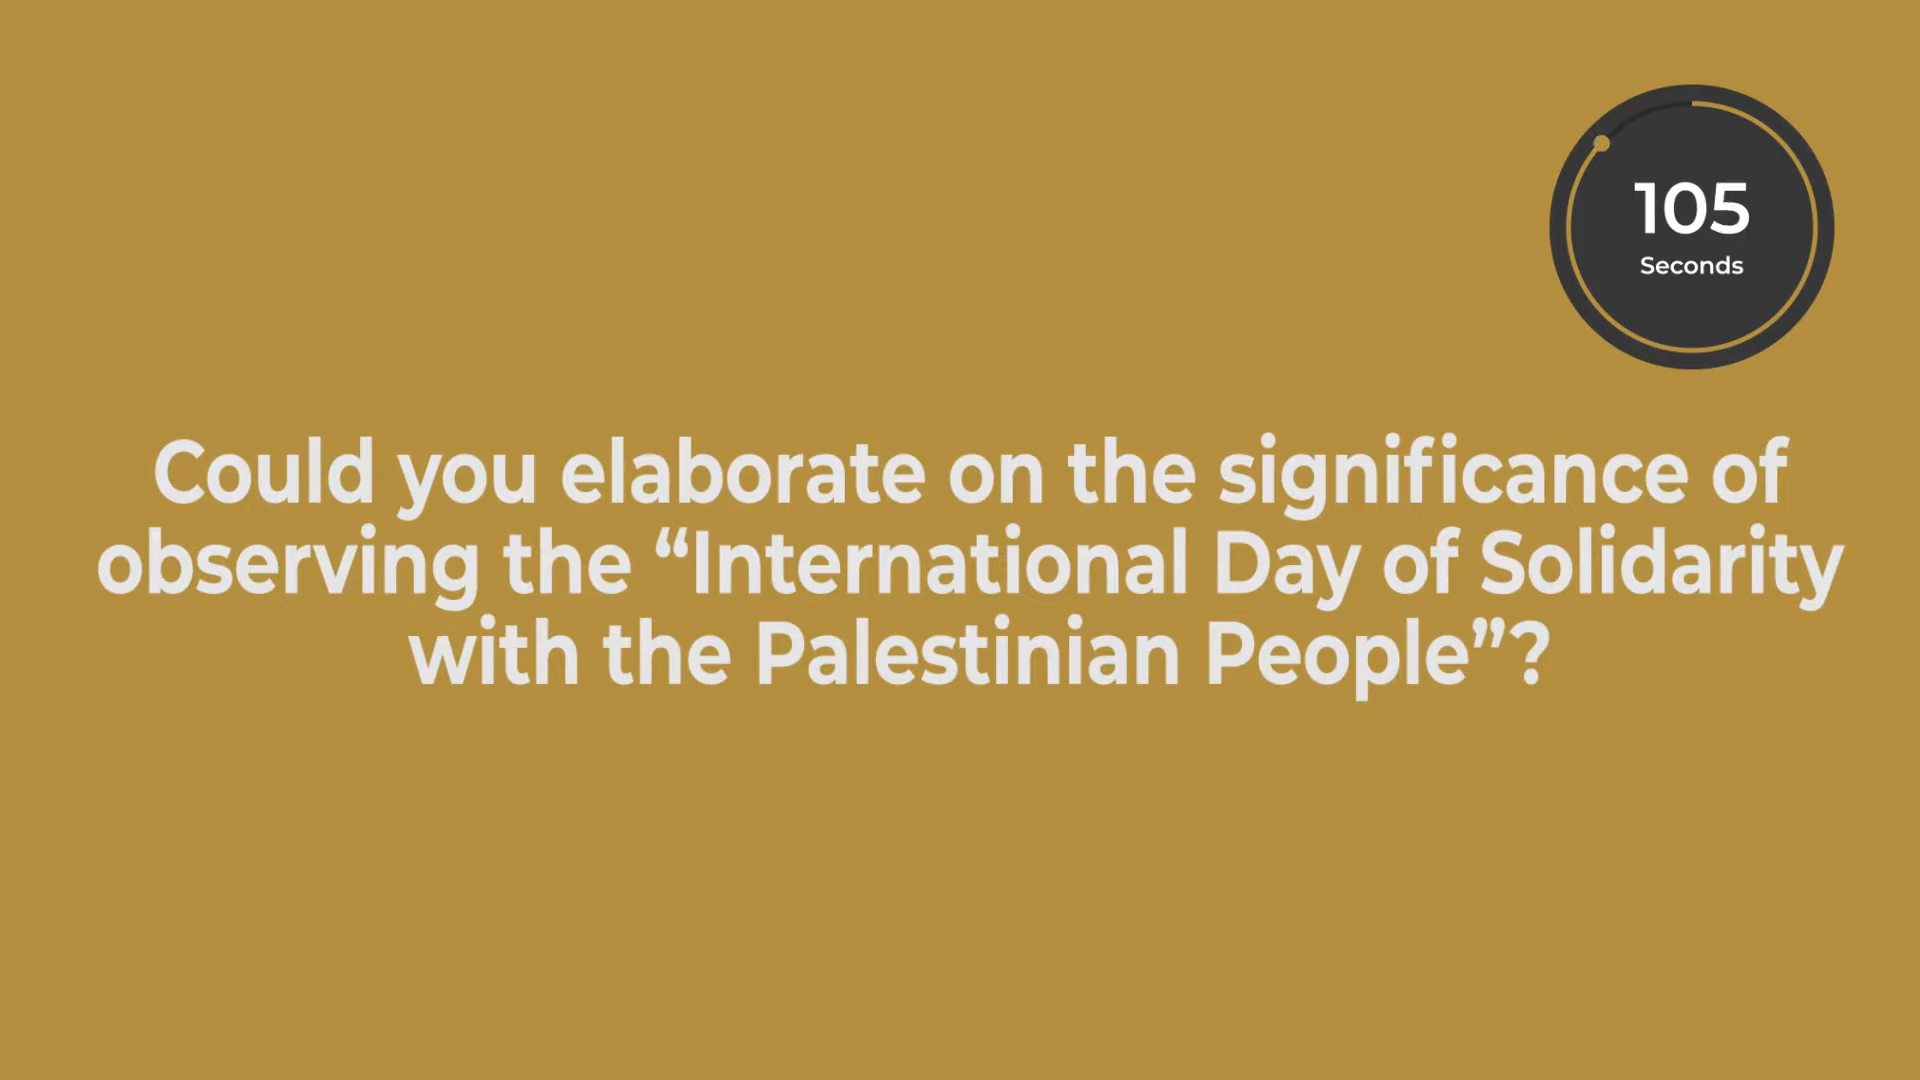 105
Seconds
Could you elaborate on the significance of
observing the “International Day of Solidarity
with the Palestinian People”?